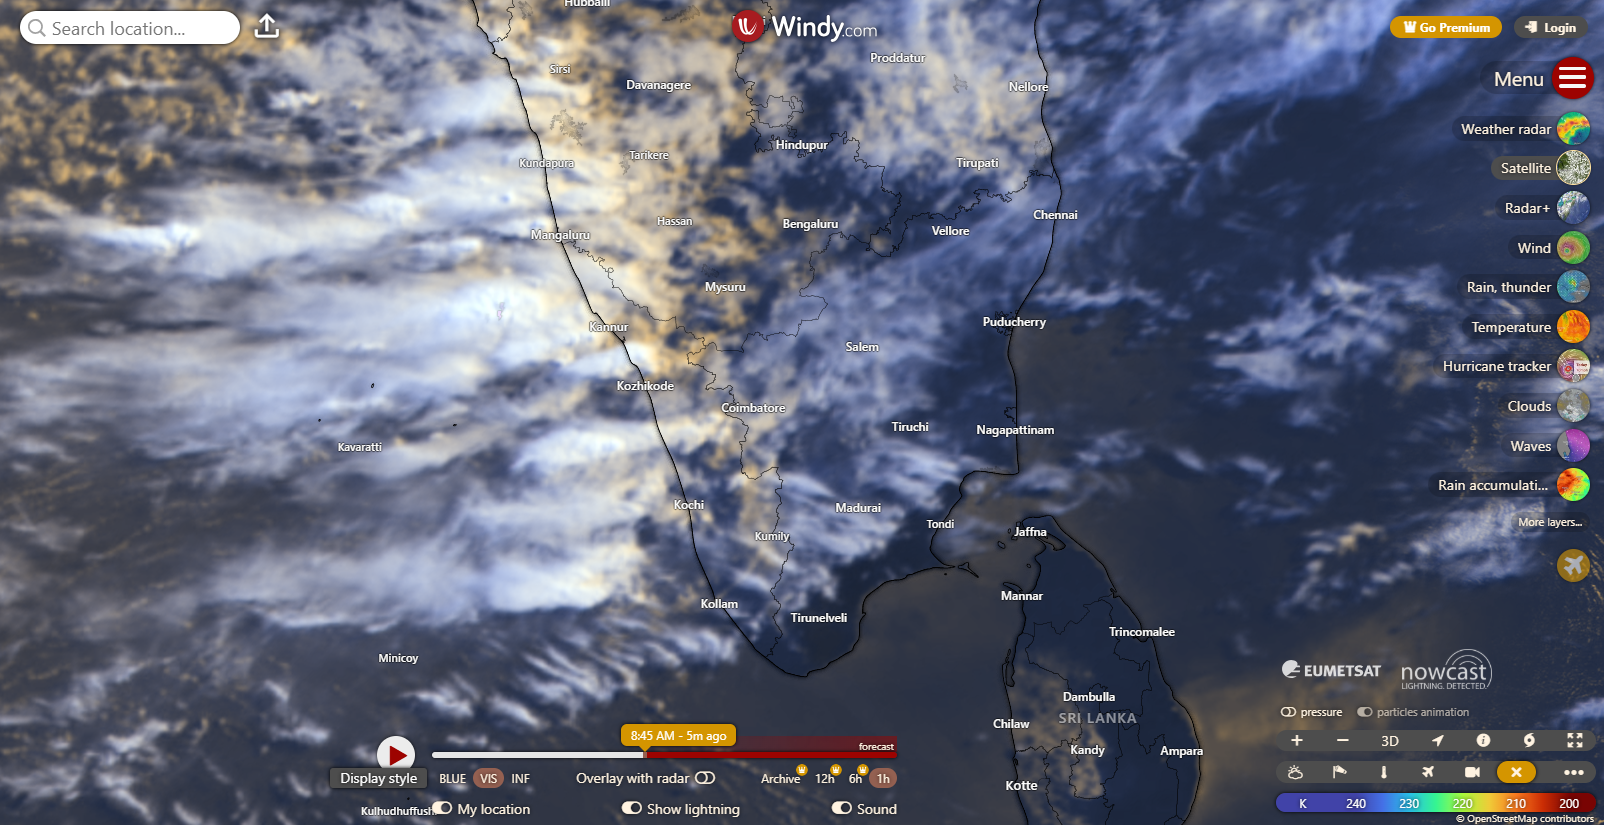 Hubballi
Search location...
Windy.com
Go Premium
Login
Proddatur
Sirsi
Davanagere
Nellore
Menu
Weather radar
Hindupur
Tarikere
Kundapura
Tirupati
Satellite
Radar+
Chennai
Hassan
Bengaluru
Vellore
Mangaluru
Wind
Mysuru
Rain, thunder
Kannur
Puducherry
Temperature
Salem
Hurricane tracker
Kozhikode
Coimbatore
Clouds
Tiruchi
Nagapattinam
Kavaratti
Waves
Rain accumulati...
Kochi
Madurai
Tondi
Jaffna
More layers...
Kumily
Mannar
Kollam
Tirunelveli
Trincomalee
Minicoy
EUMETSAT
nowcast
LIGHTNING. DETECTED.
Dambulla
SRI LANKA
pressure
particles animation
Chilaw
8:45 AM - 5m ago
forecast
Kandy
Ampara
3D
Display style
BLUE VIS INF
Overlay with radar
Archive 12h 6h 1h
Kotte
Kulhudhuffush
My location
Show lightning
Sound
K 240 230 220 210 200
© OpenStreetMap contributors